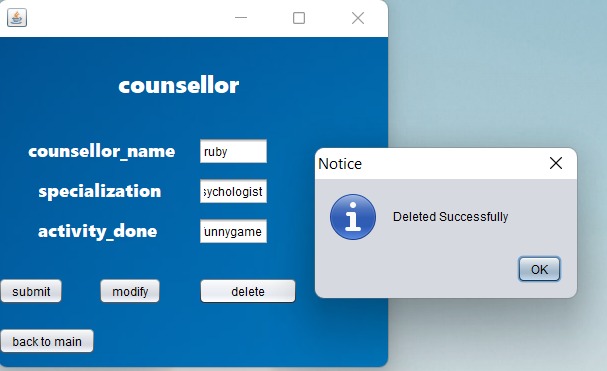 counsellor
counsellor_name ruby
specialization sychologist
activity_done unnygame
submit modify delete
back to main
Notice
Deleted Successfully
OK